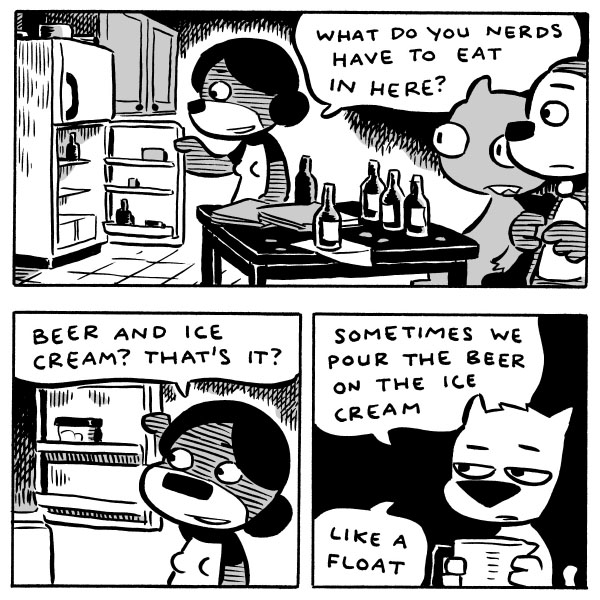 WHAT DO YOU NERDS
HAVE TO EAT
IN HERE?
BEER AND ICE
CREAM? THAT'S IT?
SOMETIMES WE
POUR THE BEER
ON THE ICE
CREAM
LIKE A
FLOAT